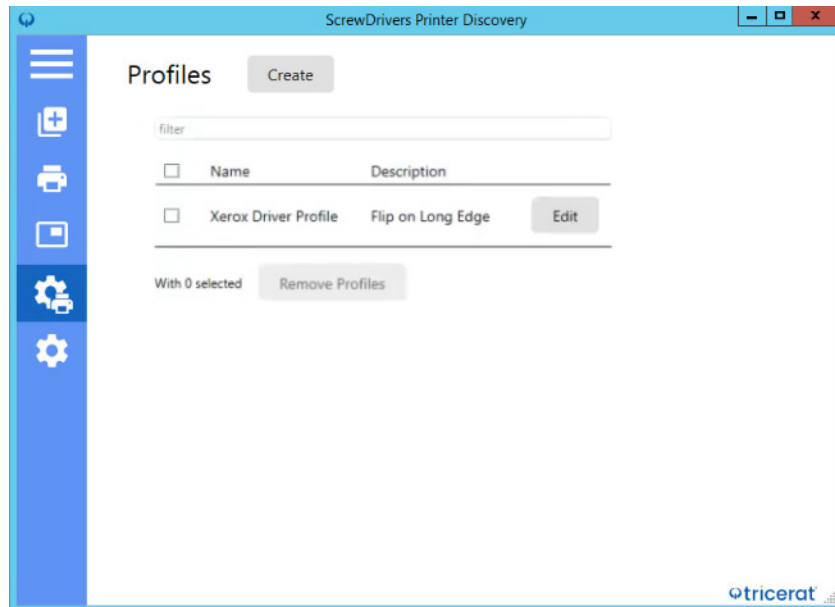 ScrewDrivers Printer Discovery
Profiles Create
filter
Name Description
Xerox Driver Profile Flip on Long Edge Edit
With 0 selected Remove Profiles
tricerat